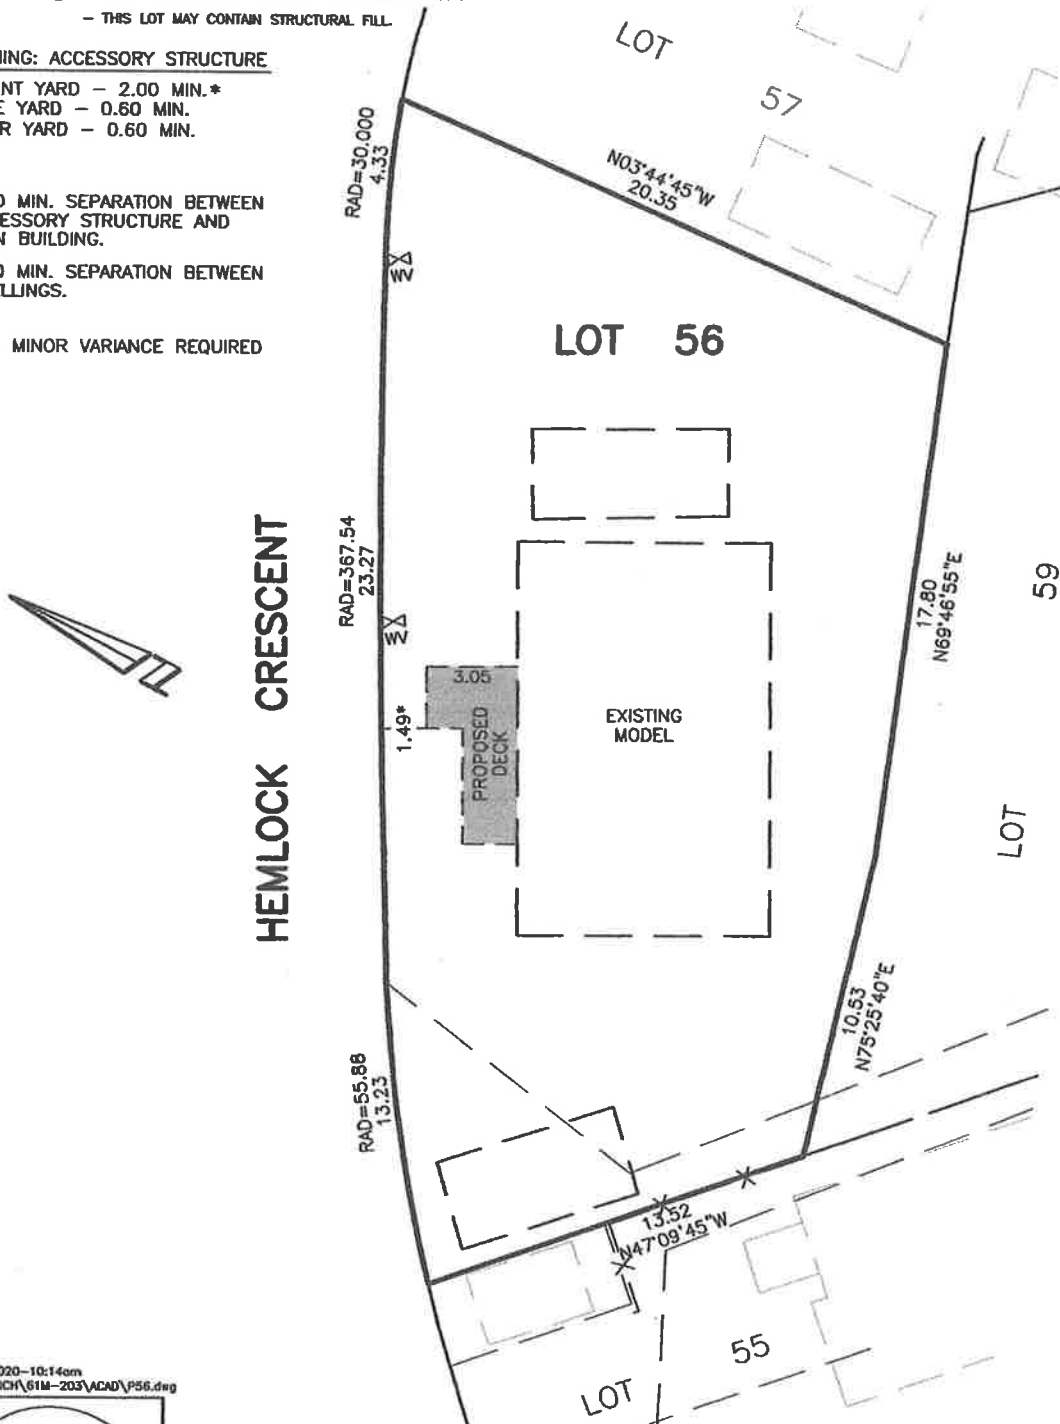 - THIS LOT MAY CONTAIN STRUCTURAL FILL.
ING: ACCESSORY STRUCTURE
NT YARD - 2.00 MIN.*
E YARD - 0.60 MIN.
R YARD - 0.60 MIN.
0 MIN. SEPARATION BETWEEN
ESSORY STRUCTURE AND
N BUILDING.
0 MIN. SEPARATION BETWEEN
LLINGS.
MINOR VARIANCE REQUIRED
LOT
57
RAD=30.000
4.33
N03°44'45"W
20.35
WV
LOT 56
HEMLOCK CRESCENT
RAD=367.54
23.27
WV
3.05
1.49*
PROPOSED
DECK
EXISTING
MODEL
17.80
N69°46'55"E
59
LOT
10.53
N75°25'40"E
RAD=55.88
13.23
13.52
N47°09'45"W
55
LOT
020-10:14am
ICH\61M-203\ACAD\P56.dwg